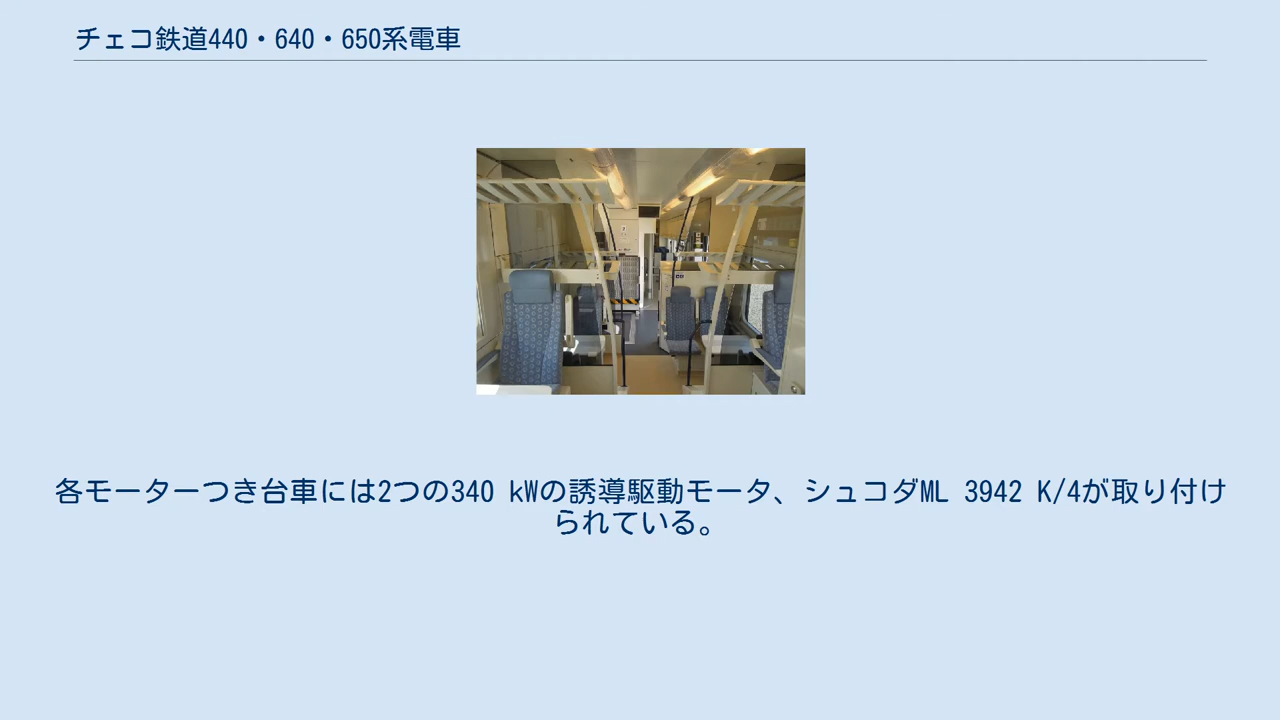 チェコ鉄道440・640・650系電車
各モーターつき台車には2つの340 kWの誘導駆動モータ、シュコダML 3942 K/4が取り付け
られている。